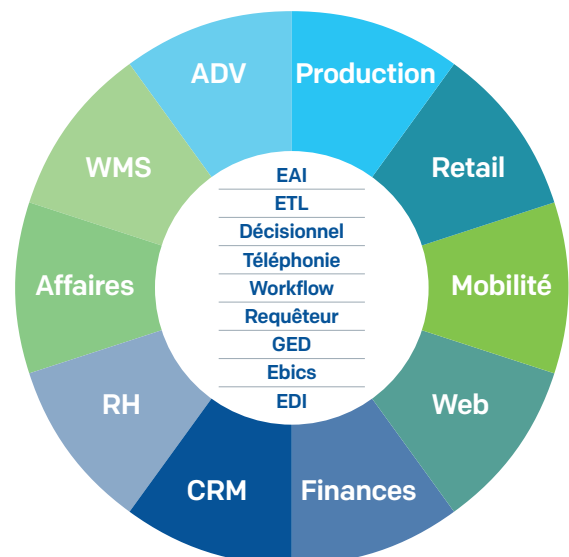 ADV
Production
WMS
Retail
EAI
ETL
Décisionnel
Téléphonie
Workflow
Requêteur
GED
Ebics
EDI
Affaires
Mobilité
RH
Web
CRM
Finances